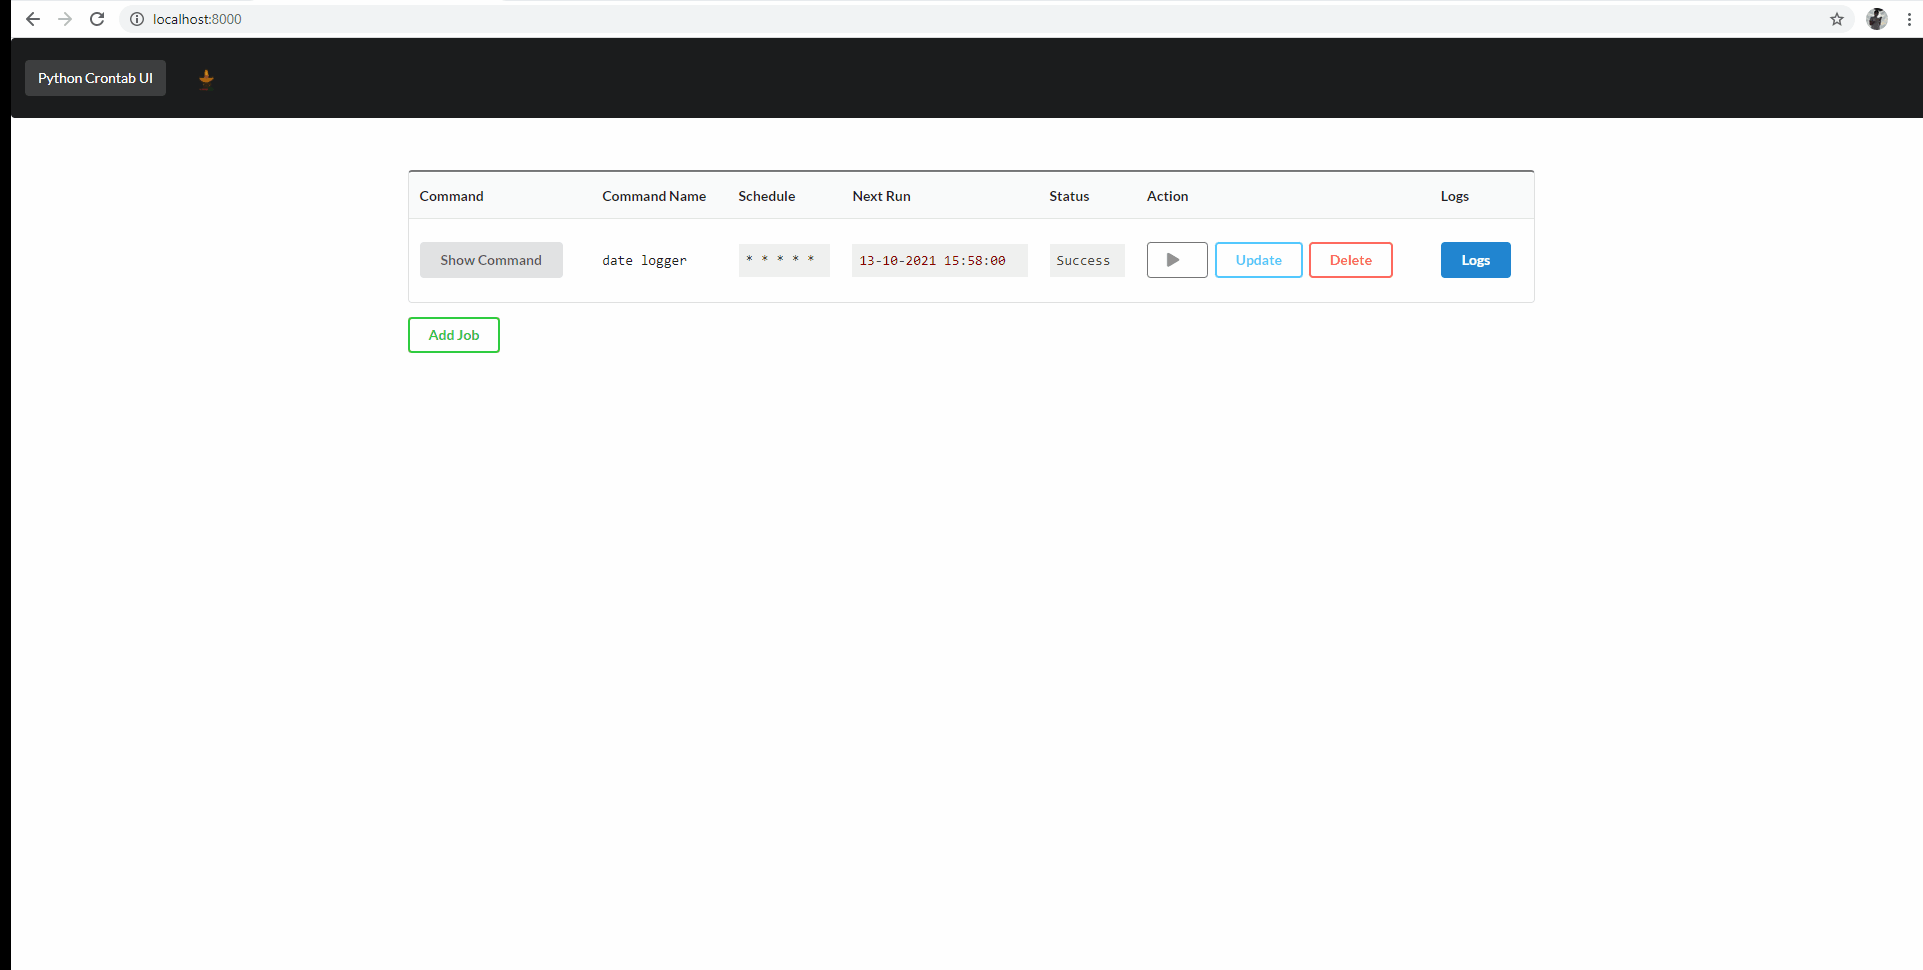 localhost:8000
Python Crontab UI
Command Command Name Schedule Next Run Status Action Logs
Show Command date logger * * * * * 13-10-2021 15:58:00 Success Update Delete Logs
Add Job